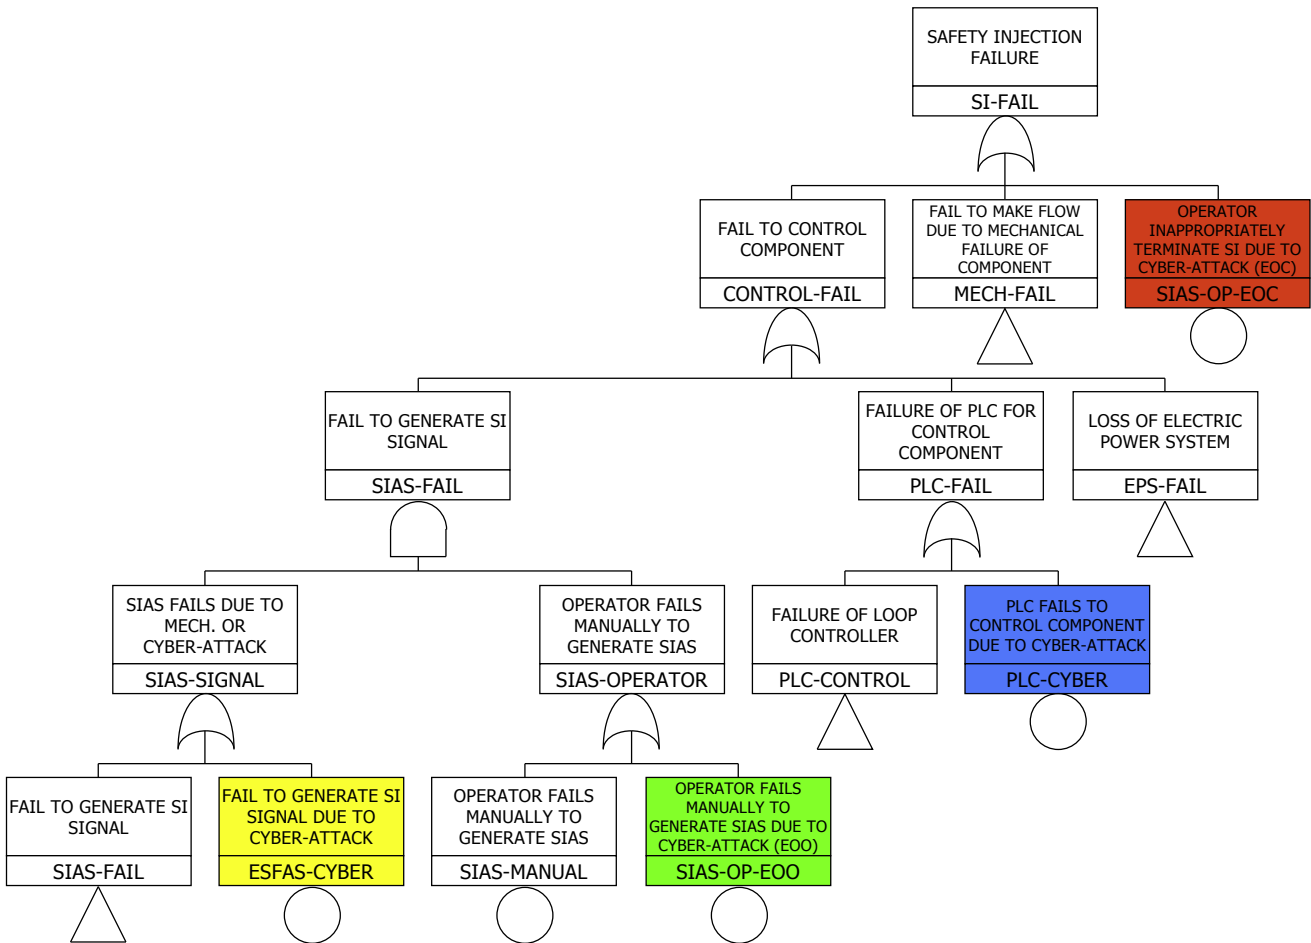 SAFETY INJECTION
FAILURE
SI-FAIL
FAIL TO CONTROL
COMPONENT
CONTROL-FAIL
FAIL TO MAKE FLOW
DUE TO MECHANICAL
FAILURE OF
COMPONENT
MECH-FAIL
OPERATOR
INAPPROPRIATELY
TERMINATE SI DUE TO
CYBER-ATTACK (EOC)
SIAS-OP-EOC
FAIL TO GENERATE SI
SIGNAL
SIAS-FAIL
FAILURE OF PLC FOR
CONTROL
COMPONENT
PLC-FAIL
LOSS OF ELECTRIC
POWER SYSTEM
EPS-FAIL
SIAS FAILS DUE TO
MECH. OR
CYBER-ATTACK
SIAS-SIGNAL
OPERATOR FAILS
MANUALLY TO
GENERATE SIAS
SIAS-OPERATOR
FAILURE OF LOOP
CONTROLLER
PLC-CONTROL
PLC FAILS TO
CONTROL COMPONENT
DUE TO CYBER-ATTACK
PLC-CYBER
FAIL TO GENERATE SI
SIGNAL
SIAS-FAIL
FAIL TO GENERATE SI
SIGNAL DUE TO
CYBER-ATTACK
ESFAS-CYBER
OPERATOR FAILS
MANUALLY TO
GENERATE SIAS
SIAS-MANUAL
OPERATOR FAILS
MANUALLY TO
GENERATE SIAS DUE TO
CYBER-ATTACK (EOO)
SIAS-OP-EOO